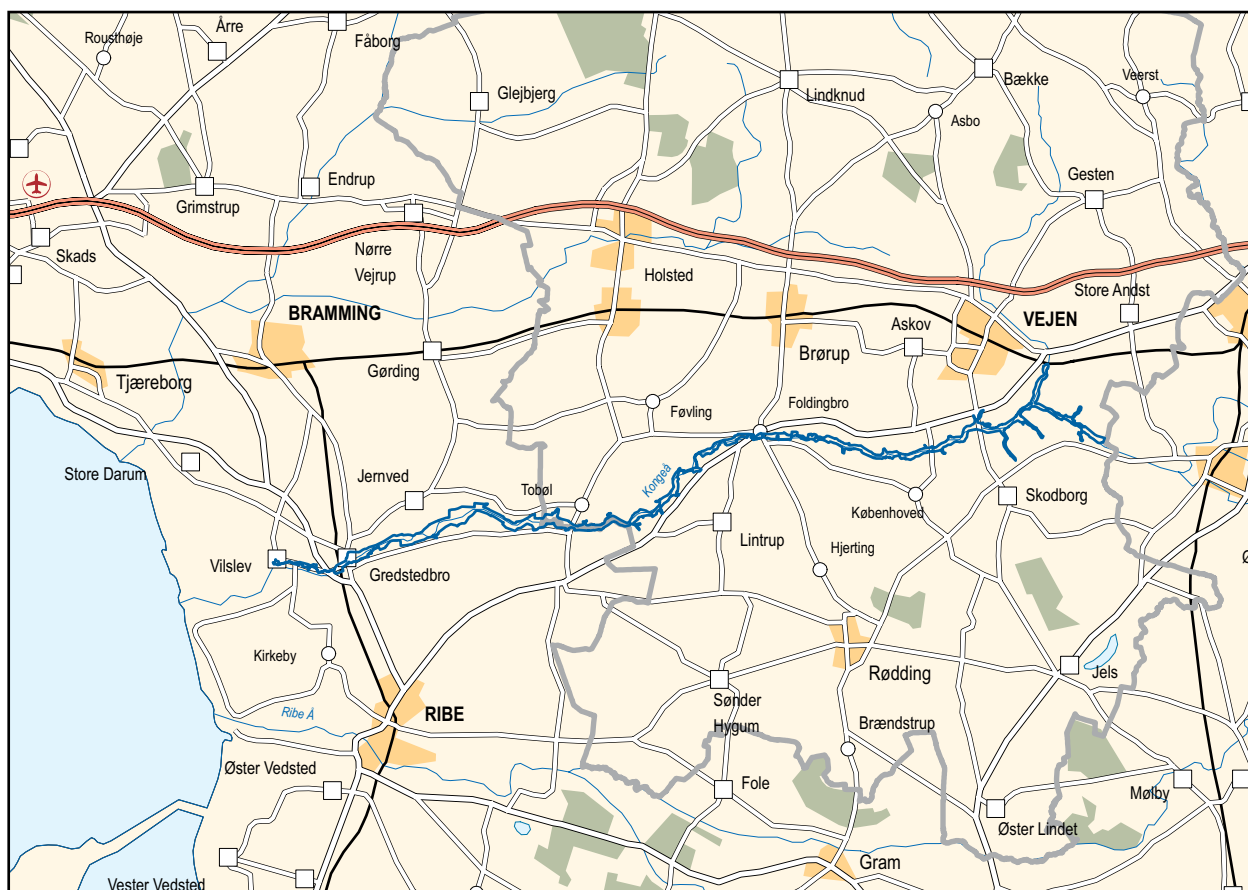 Årre
Fåborg
Rousthøje
Glejbjerg
Lindknud
Bække
Veerst
Asbo
Endrup
Grimstrup
Gesten
Skads
Nørre
Vejrup
Holsted
Store Andst
BRAMMING
VEJEN
Askov
Brørup
Gørding
Tjæreborg
Føvling
Foldingbro
Store Darum
Jernved
Tobøl
Kongeå
Skodborg
Københoved
Lintrup
Hjerting
Vilslev
Gredstedbro
Kirkeby
Rødding
Jels
Sønder
Hygum
Ribe Å
RIBE
Brændstrup
Øster Vedsted
Fole
Mølby
Øster Lindet
Gram
Vester Vedsted